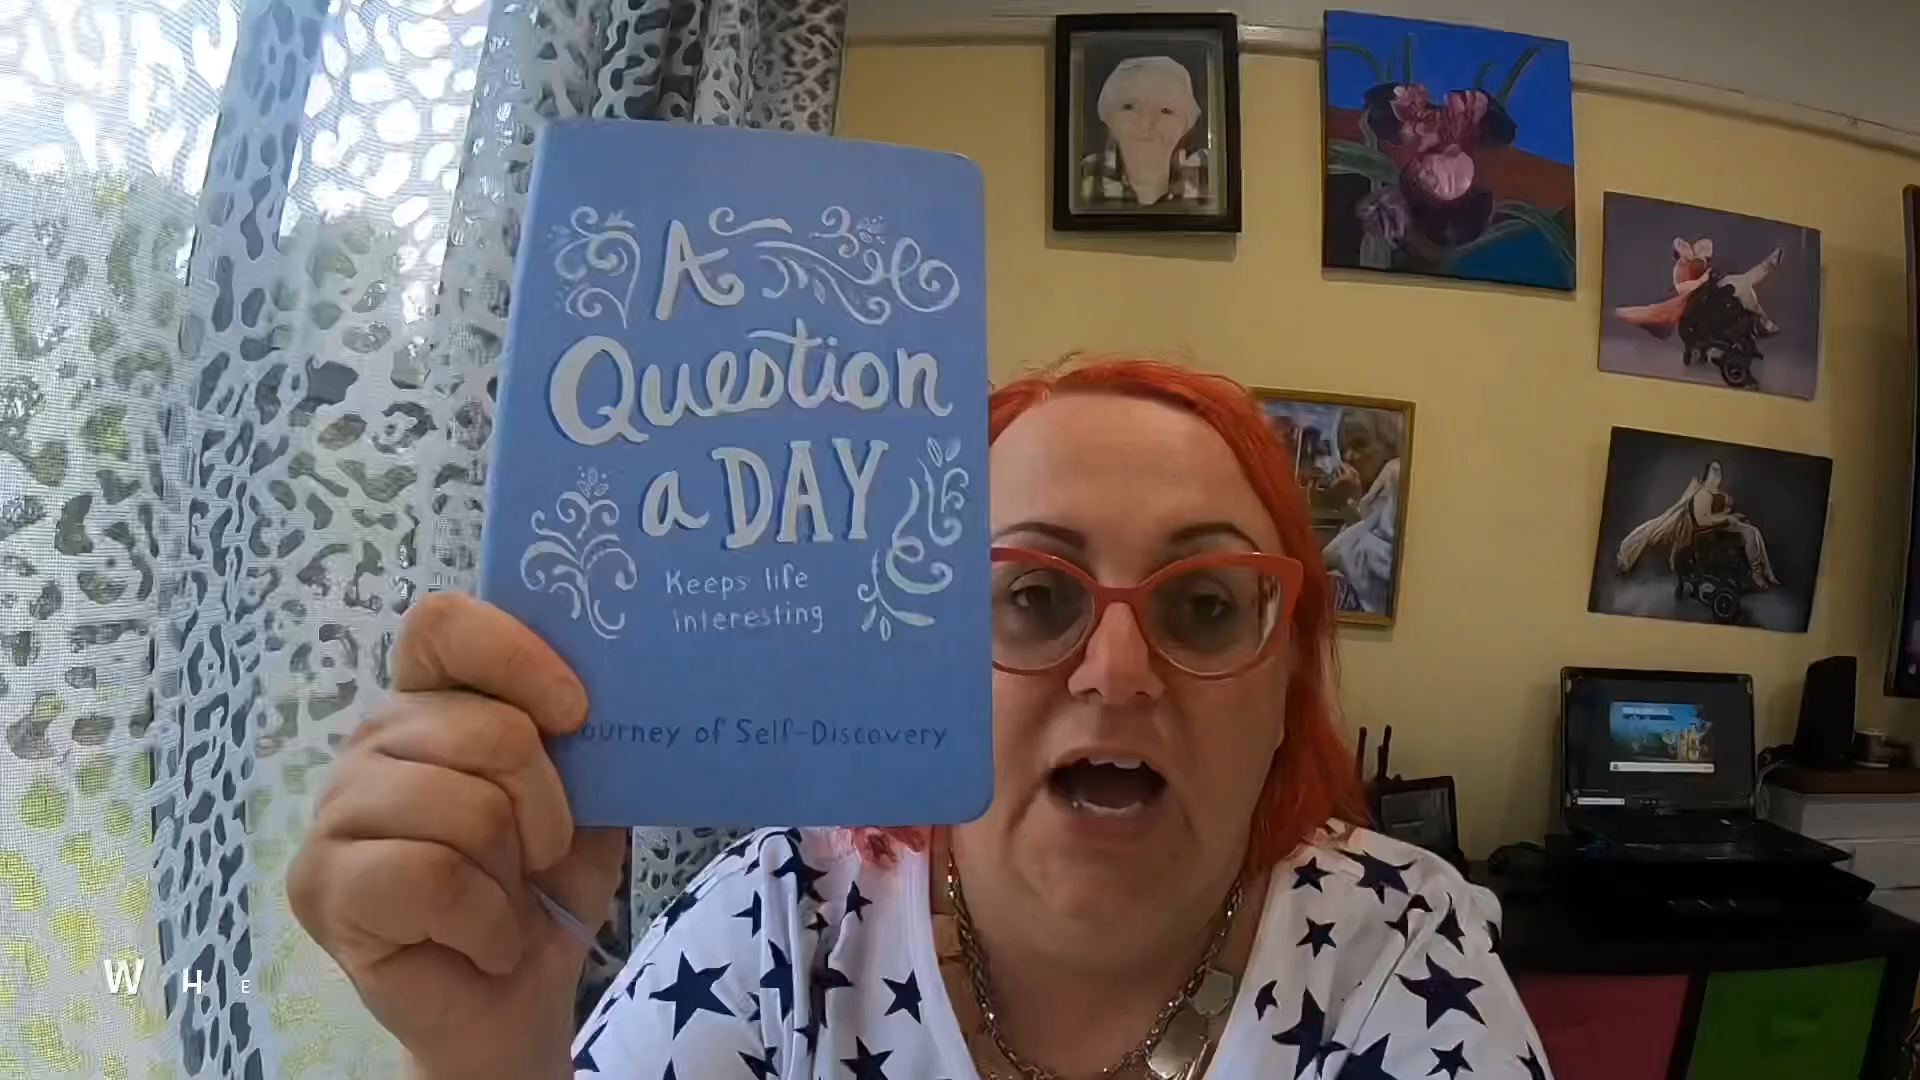 A
Question
a DAY
Keeps life
interesting
Journey of Self-Discovery
W H E